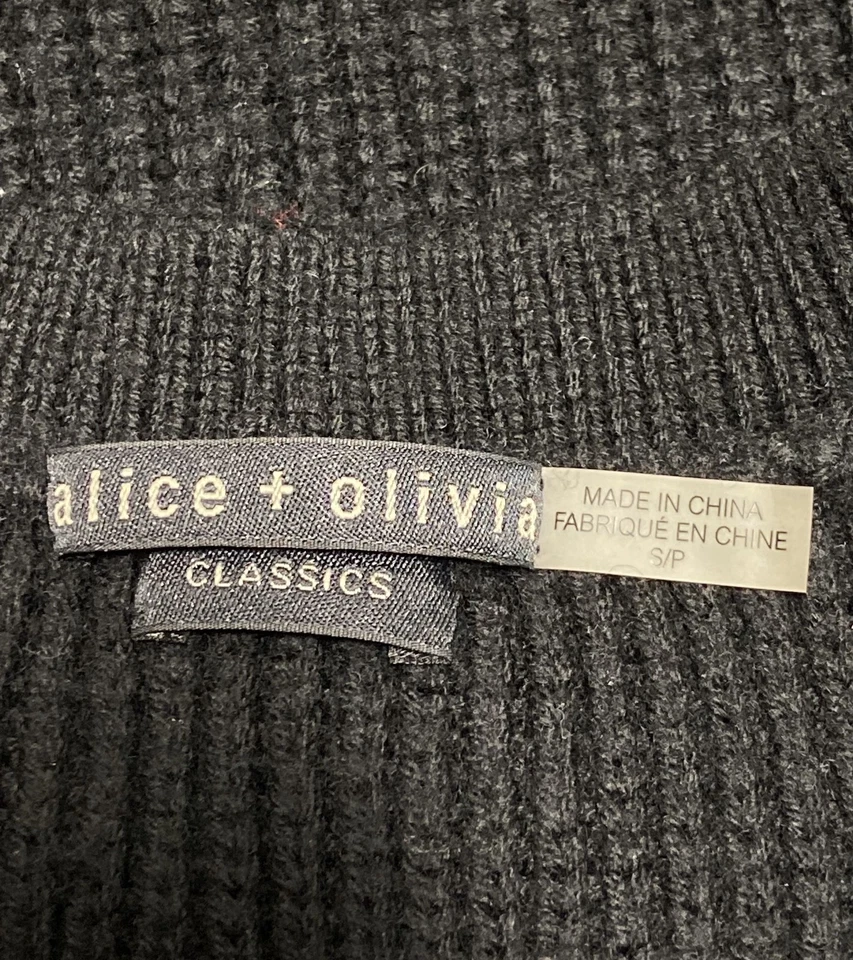 alice + olivia
CLASSICS
MADE IN CHINA
FABRIQUÉ EN CHINE
S/P